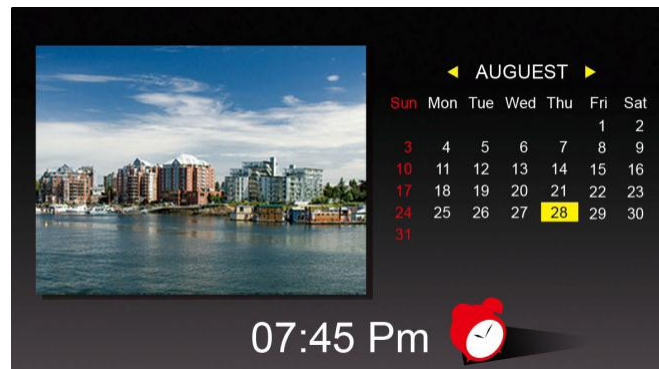 AUGUEST
Sun Mon Tue Wed Thu Fri Sat
1 2
3 4 5 6 7 8 9
10 11 12 13 14 15 16
17 18 19 20 21 22 23
24 25 26 27 28 29 30
31
07:45 Pm